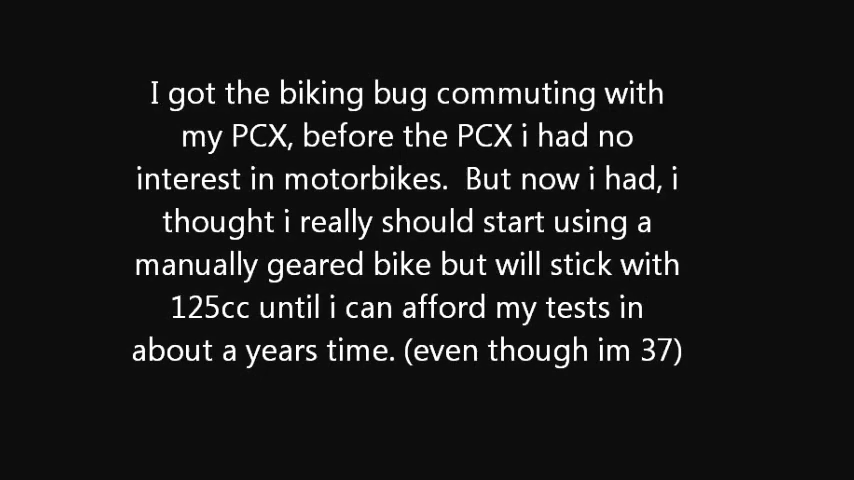 I got the biking bug commuting with
my PCX, before the PCX i had no
interest in motorbikes.  But now i had, i
thought i really should start using a
manually geared bike but will stick with
125cc until i can afford my tests in
about a years time. (even though im 37)